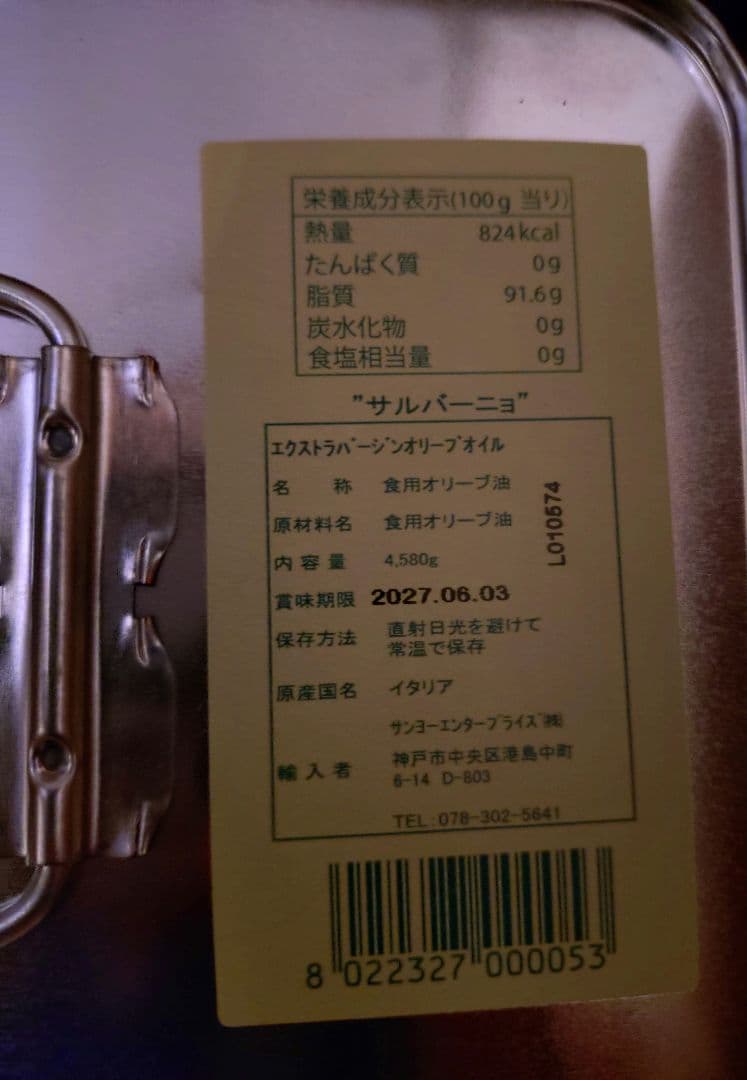 栄養成分表示(100g 当り)
熱量 824kcal
たんぱく質 0g
脂質 91.6g
炭水化物 0g
食塩相当量 0g
”サルバーニョ”
エクストラバージンオリーブオイル
名 称 食用オリーブ油
原材料名 食用オリーブ油
内容量 4,580g
賞味期限 2027.06.03
L010574
保存方法 直射日光を避けて
常温で保存
原産国名 イタリア
サンヨーエンタープライズ㈱
輸入者 神戸市中央区港島中町
6-14 D-803
TEL:078-302-5641
8 022327 000053